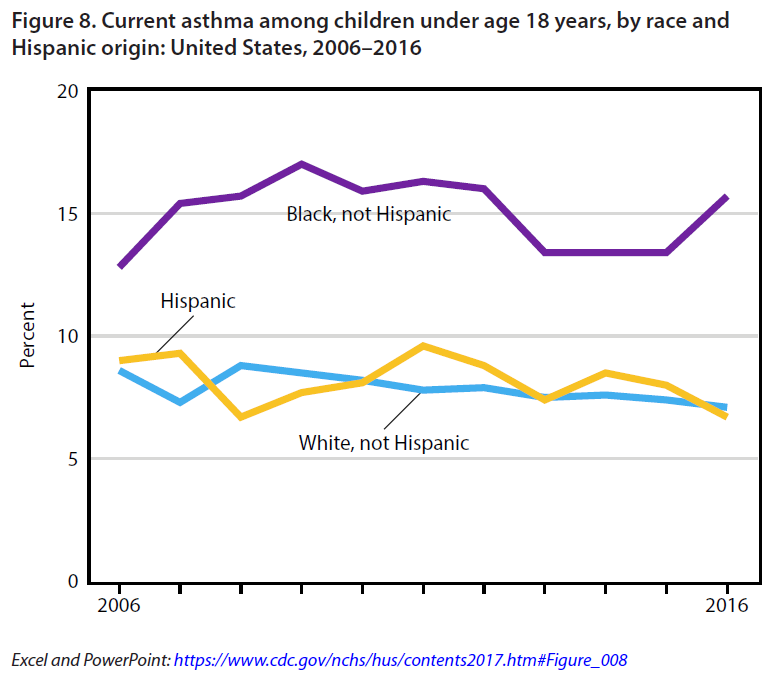 Figure 8. Current asthma among children under age 18 years, by race and
Hispanic origin: United States, 2006–2016
20
15
10
5
0
Percent
Black, not Hispanic
Hispanic
White, not Hispanic
2006
2016
Excel and PowerPoint: https://www.cdc.gov/nchs/hus/contents2017.htm#Figure_008